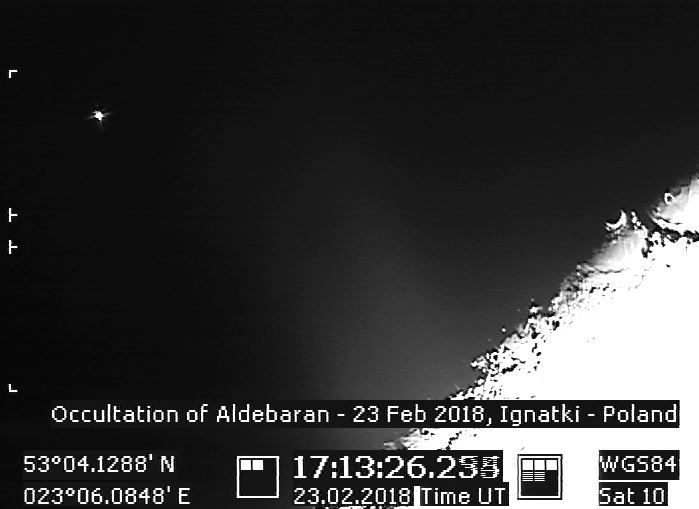 Occultation of Aldebaran - 23 Feb 2018, Ignatki - Poland
53°04.1288' N 17:13:26. WGS84
023°06.0848' E 23.02.2018 Time UT Sat 10